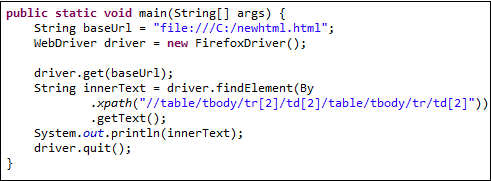 public static void main(String[] args) {
    String baseUrl = "file:///C:/newhtml.html";
    WebDriver driver = new FirefoxDriver();

    driver.get(baseUrl);
    String innerText = driver.findElement(By
            .xpath("//table/tbody/tr[2]/td[2]/table/tbody/tr/td[2]"))
            .getText();
    System.out.println(innerText);
    driver.quit();
}